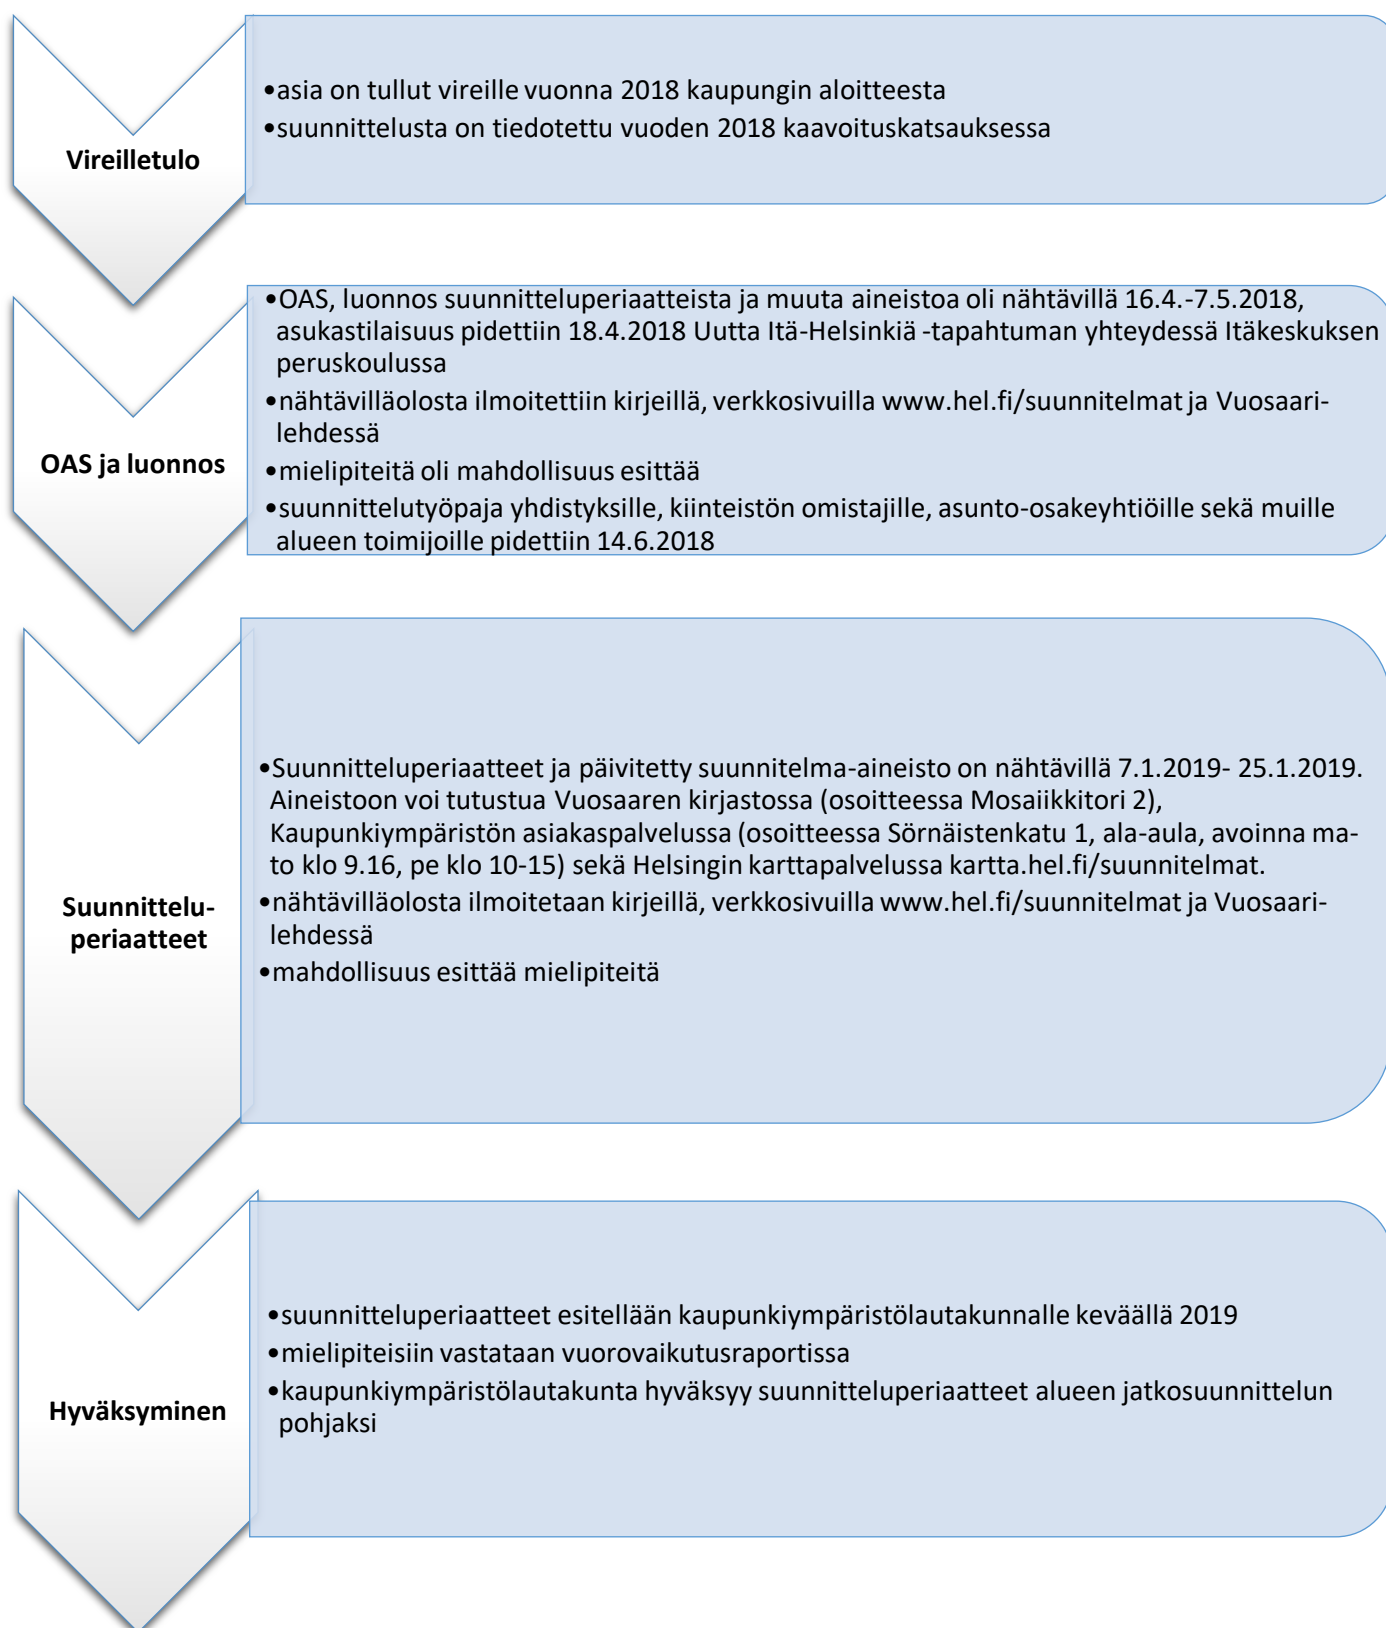 Vireilletulo
•asia on tullut vireille vuonna 2018 kaupungin aloitteesta
•suunnittelusta on tiedotettu vuoden 2018 kaavoituskatsauksessa
OAS ja luonnos
•OAS, luonnos suunnitteluperiaatteista ja muuta aineistoa oli nähtävillä 16.4.-7.5.2018,
asukastilaisuus pidettiin 18.4.2018 Uutta Itä-Helsinkiä -tapahtuman yhteydessä Itäkeskuksen
peruskoulussa
•nähtävilläolosta ilmoitettiin kirjeillä, verkkosivuilla www.hel.fi/suunnitelmat ja Vuosaari-
lehdessä
•mielipiteitä oli mahdollisuus esittää
•suunnittelutyöpaja yhdistyksille, kiinteistön omistajille, asunto-osakeyhtiöille sekä muille
alueen toimijoille pidettiin 14.6.2018
Suunnittelu-
periaatteet
•Suunnitteluperiaatteet ja päivitetty suunnitelma-aineisto on nähtävillä 7.1.2019- 25.1.2019.
Aineistoon voi tutustua Vuosaaren kirjastossa (osoitteessa Mosaiikkitori 2),
Kaupunkiympäristön asiakaspalvelussa (osoitteessa Sörnäistenkatu 1, ala-aula, avoinna ma-
to klo 9.16, pe klo 10-15) sekä Helsingin karttapalvelussa kartta.hel.fi/suunnitelmat.
•nähtävilläolosta ilmoitetaan kirjeillä, verkkosivuilla www.hel.fi/suunnitelmat ja Vuosaari-
lehdessä
•mahdollisuus esittää mielipiteitä
Hyväksyminen
•suunnitteluperiaatteet esitellään kaupunkiympäristölautakunnalle keväällä 2019
•mielipiteisiin vastataan vuorovaikutusraportissa
•kaupunkiympäristölautakunta hyväksyy suunnitteluperiaatteet alueen jatkosuunnittelun
pohjaksi